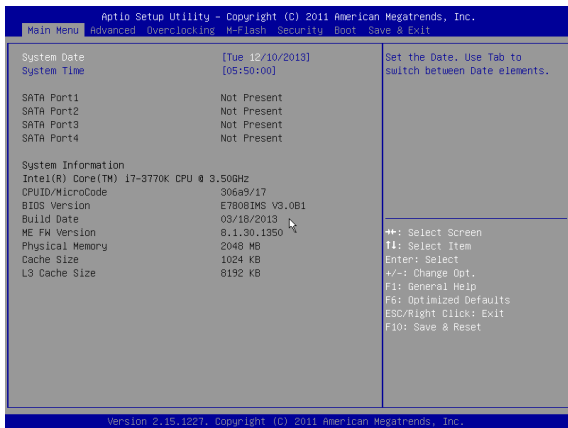 Aptio Setup Utility – Copyright (C) 2011 American Megatrends, Inc.
Main Menu Advanced Overclocking M-Flash Security Boot Save & Exit
System Date [Tue 12/10/2013]
System Time [05:50:00]
SATA Port1 Not Present
SATA Port2 Not Present
SATA Port3 Not Present
SATA Port4 Not Present
System Information
Intel(R) Core(TM) i7-3770K CPU @ 3.50GHz
CPUID/MicroCode 306a9/17
BIOS Version E7808IMS V3.0B1
Build Date 03/18/2013
ME FW Version 8.1.30.1350
Physical Memory 2048 MB
Cache Size 1024 KB
L3 Cache Size 8192 KB
Set the Date. Use Tab to
switch between Date elements.
→←: Select Screen
↑↓: Select Item
Enter: Select
+/-: Change Opt.
F1: General Help
F6: Optimized Defaults
ESC/Right Click: Exit
F10: Save & Reset
Version 2.15.1227. Copyright (C) 2011 American Megatrends, Inc.